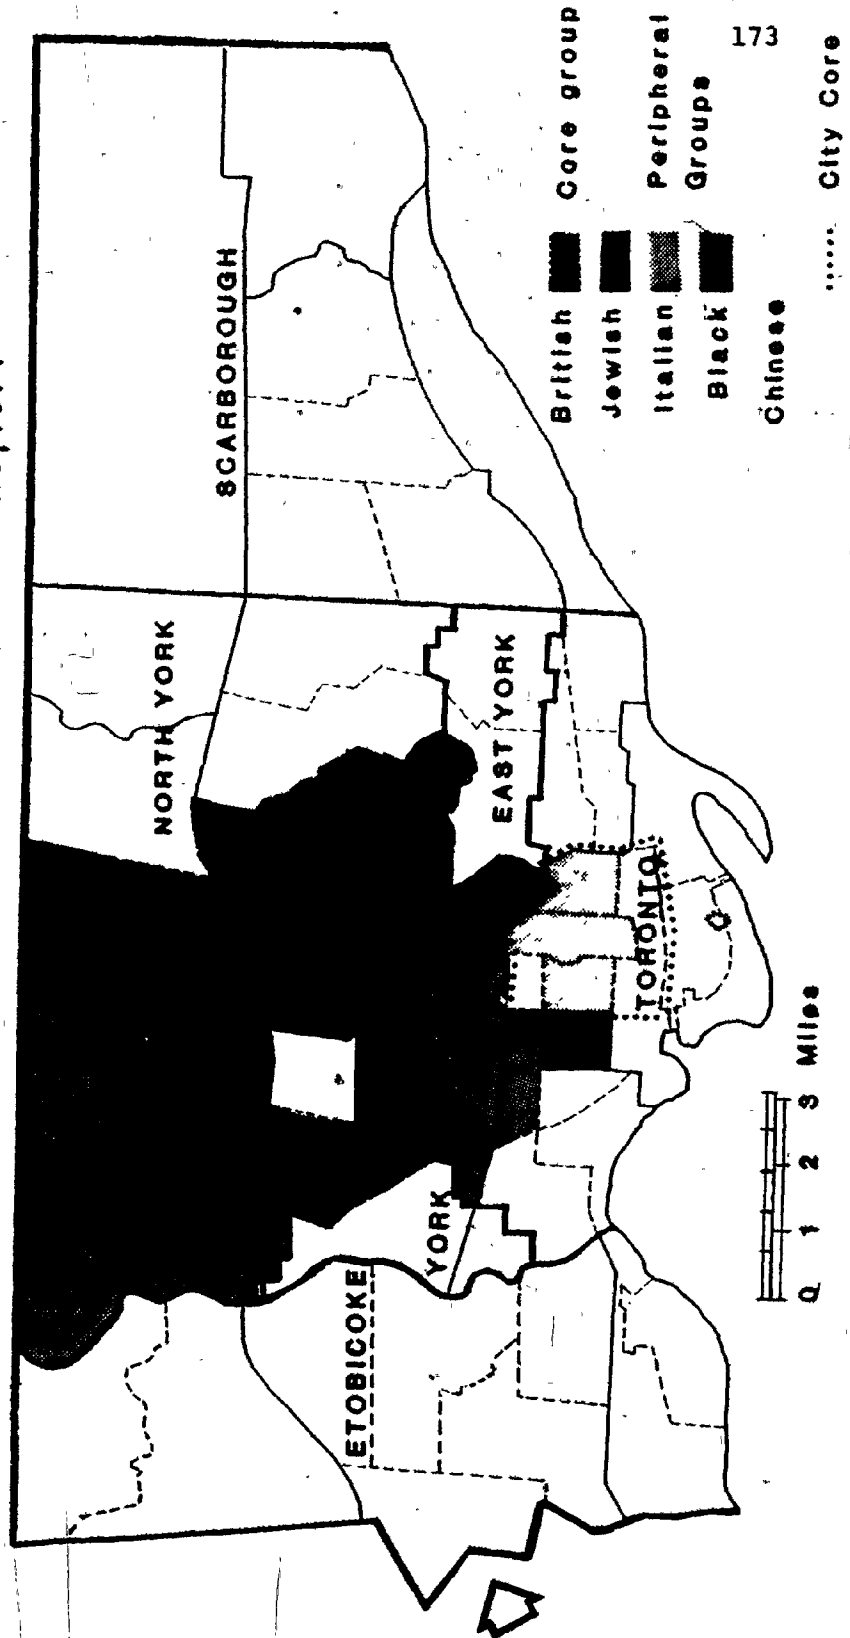 173
SCARBOROUGH
NORTH YORK
EAST YORK
TORONTO
YORK
ETOBICOKE
British Core group
Jewish
Italian Peripheral
Black Groups
Chinese
City Core
0 1 2 3 Miles